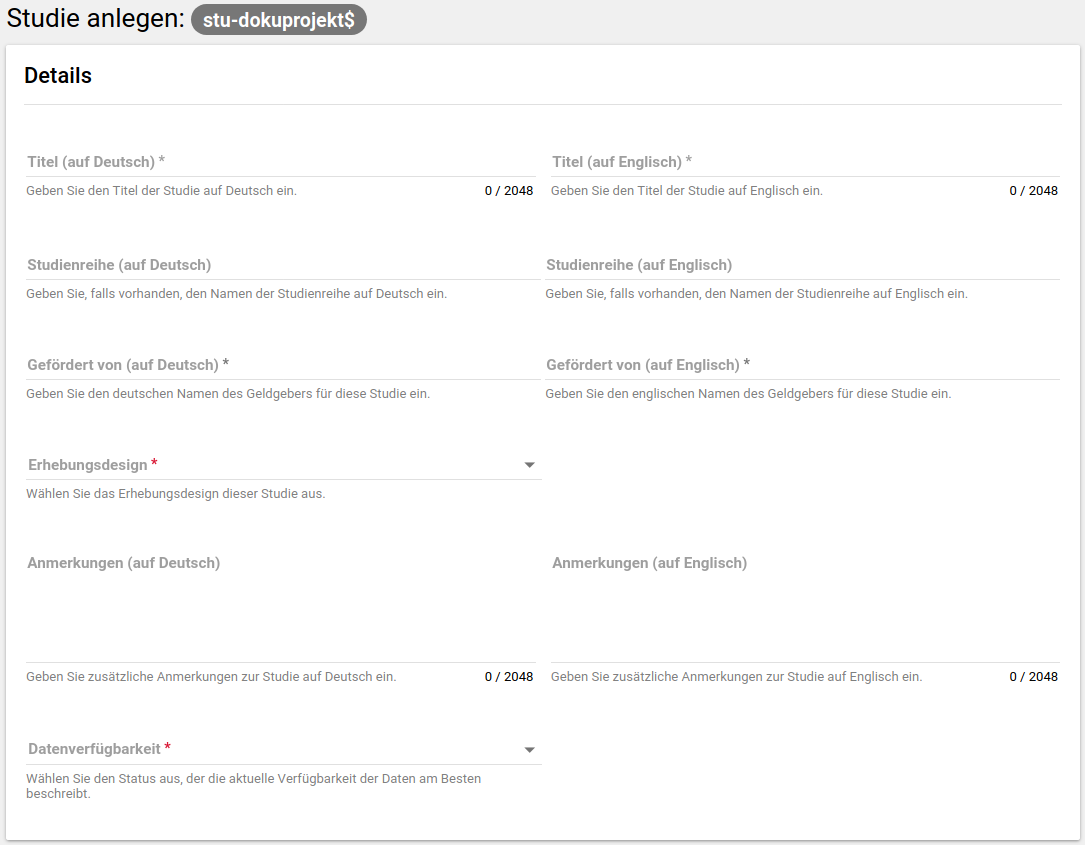 Studie anlegen: stu-dokuprojekt$
Details
Titel (auf Deutsch) *
Titel (auf Englisch) *
Geben Sie den Titel der Studie auf Deutsch ein.
0 / 2048
Geben Sie den Titel der Studie auf Englisch ein.
0 / 2048
Studienreihe (auf Deutsch)
Studienreihe (auf Englisch)
Geben Sie, falls vorhanden, den Namen der Studienreihe auf Deutsch ein.
Geben Sie, falls vorhanden, den Namen der Studienreihe auf Englisch ein.
Gefördert von (auf Deutsch) *
Gefördert von (auf Englisch) *
Geben Sie den deutschen Namen des Geldgebers für diese Studie ein.
Geben Sie den englischen Namen des Geldgebers für diese Studie ein.
Erhebungsdesign *
Wählen Sie das Erhebungsdesign dieser Studie aus.
Anmerkungen (auf Deutsch)
Anmerkungen (auf Englisch)
Geben Sie zusätzliche Anmerkungen zur Studie auf Deutsch ein.
0 / 2048
Geben Sie zusätzliche Anmerkungen zur Studie auf Englisch ein.
0 / 2048
Datenverfügbarkeit *
Wählen Sie den Status aus, der die aktuelle Verfügbarkeit der Daten am Besten
beschreibt.